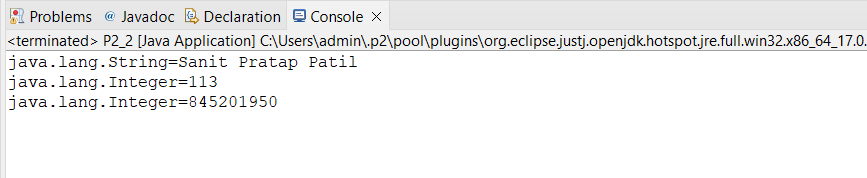 Problems @ Javadoc Declaration Console
<terminated> P2_2 [Java Application] C:\Users\admin\.p2\pool\plugins\org.eclipse.justj.openjdk.hotspot.jre.full.win32.x86_64_17.0.
java.lang.String=Sanit Pratap Patil
java.lang.Integer=113
java.lang.Integer=845201950